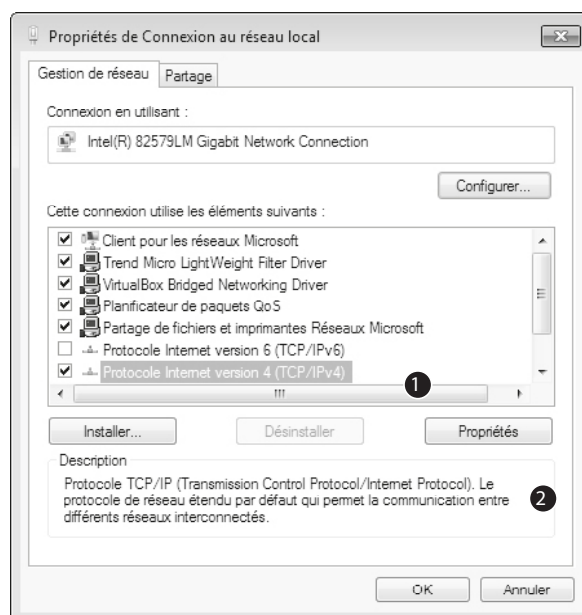 Propriétés de Connexion au réseau local
Gestion de réseau
Partage
Connexion en utilisant :
Intel(R) 82579LM Gigabit Network Connection
Configurer...
Cette connexion utilise les éléments suivants :
Client pour les réseaux Microsoft
Trend Micro LightWeight Filter Driver
VirtualBox Bridged Networking Driver
Planificateur de paquets QoS
Partage de fichiers et imprimantes Réseaux Microsoft
Protocole Internet version 6 (TCP/IPv6)
Protocole Internet version 4 (TCP/IPv4)
1
Installer...
Désinstaller
Propriétés
Description
Protocole TCP/IP (Transmission Control Protocol/Internet Protocol). Le
protocole de réseau étendu par défaut qui permet la communication entre
différents réseaux interconnectés.
2
OK
Annuler